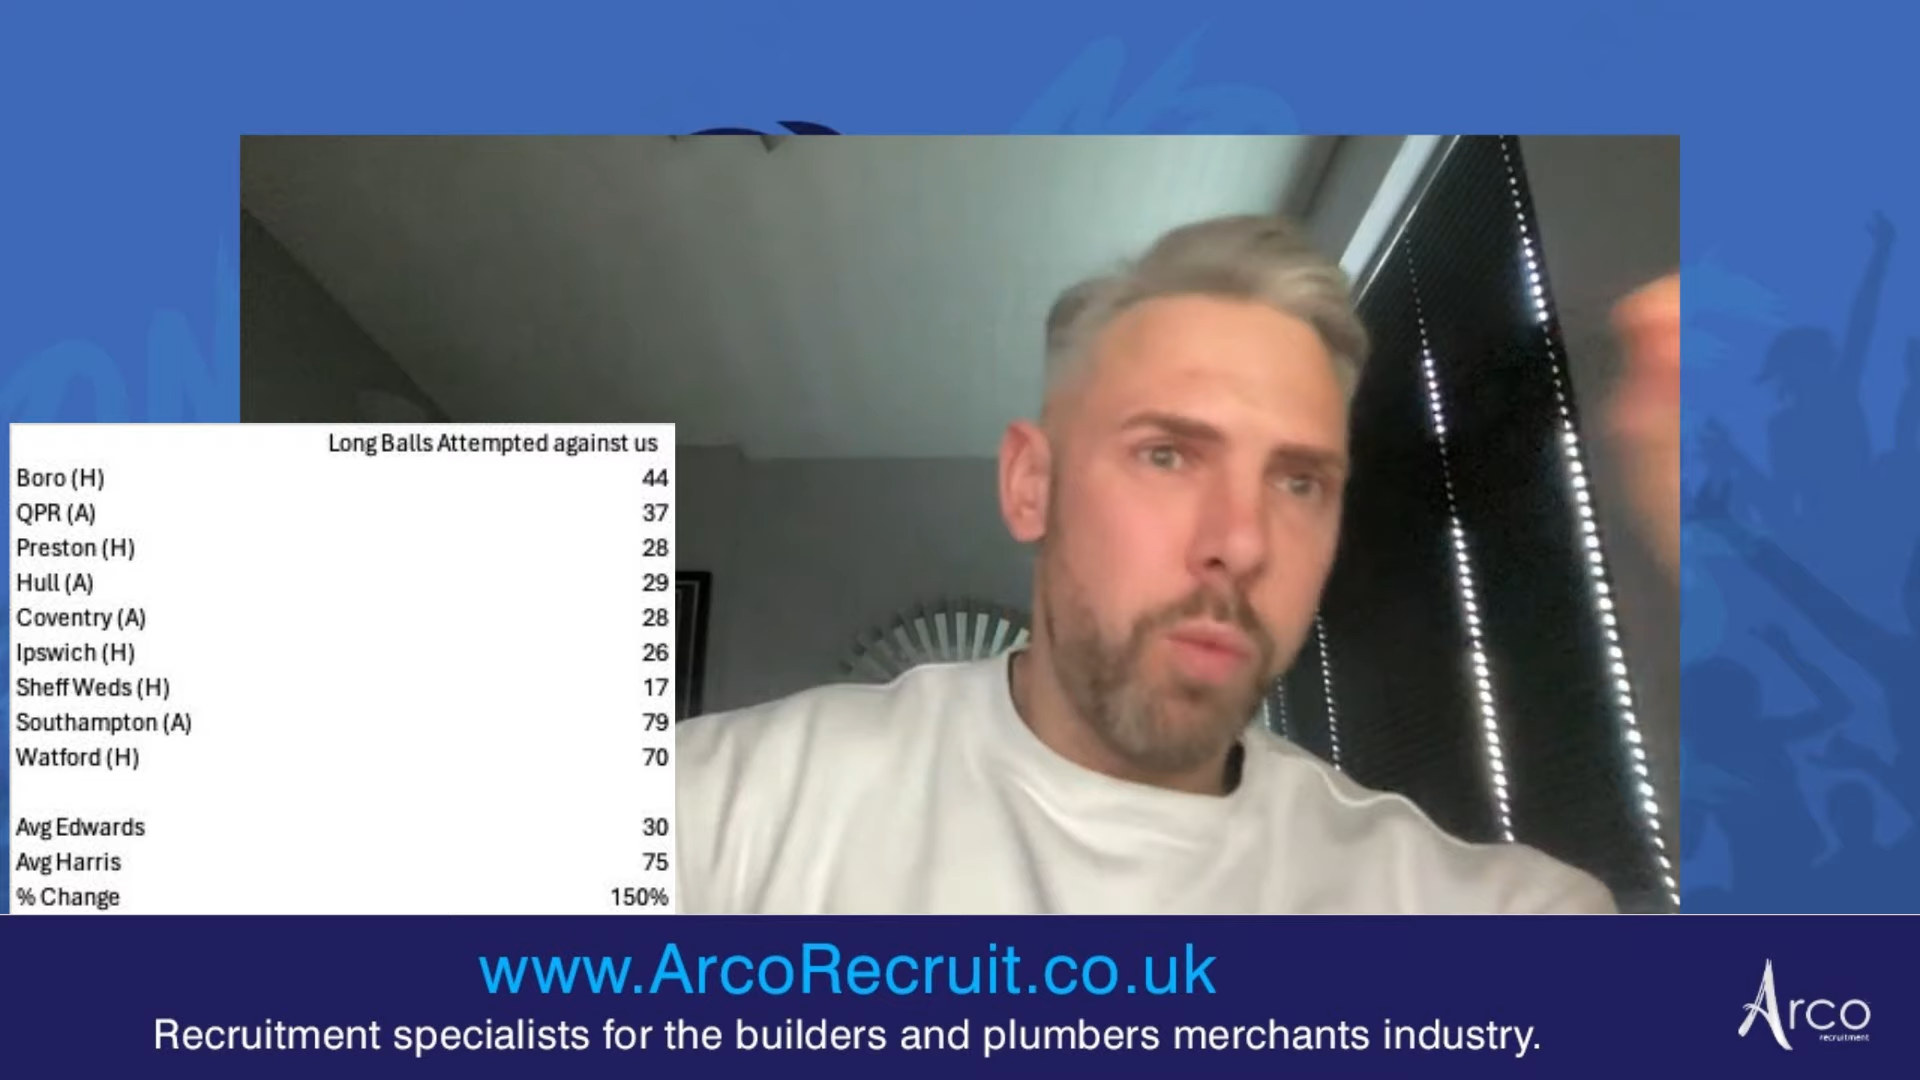 Long Balls Attempted against us
Boro (H) 44
QPR (A) 37
Preston (H) 28
Hull (A) 29
Coventry (A) 28
Ipswich (H) 26
Sheff Weds (H) 17
Southampton (A) 79
Watford (H) 70
Avg Edwards 30
Avg Harris 75
% Change 150%
www.ArcoRecruit.co.uk
Recruitment specialists for the builders and plumbers merchants industry.
Arco
recruitment